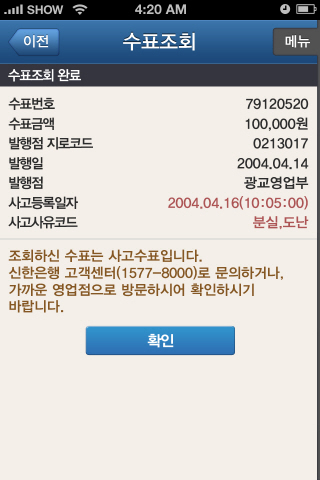 SHOW 4:20 AM
이전 수표조회 메뉴
수표조회 완료
수표번호 79120520
수표금액 100,000원
발행점 지로코드 0213017
발행일 2004.04.14
발행점 광교영업부
사고등록일자 2004.04.16(10:05:00)
사고사유코드 분실,도난
조회하신 수표는 사고수표입니다.
신한은행 고객센터(1577-8000)로 문의하거나,
가까운 영업점으로 방문하시어 확인하시기
바랍니다.
확인